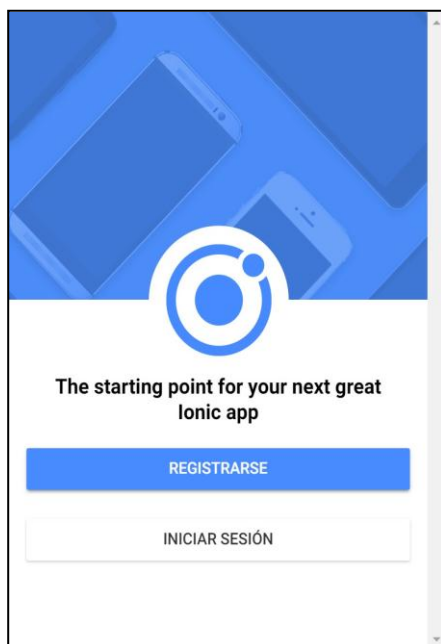 The starting point for your next great
Ionic app
REGISTRARSE
INICIAR SESIÓN